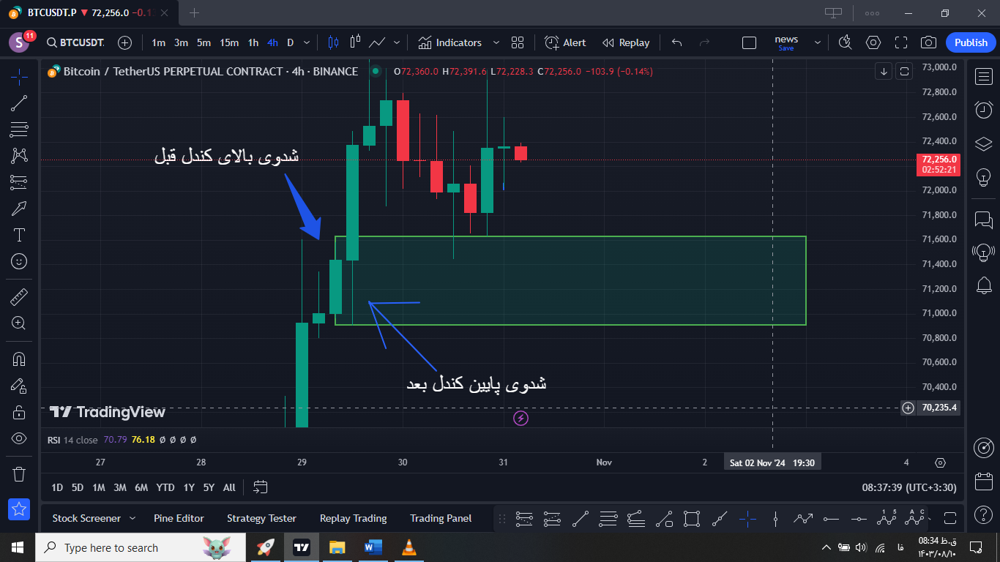 BTCUSDT.P ▼ 72,256.0 −0.1
S 11 BTCUSDT. 1m 3m 5m 15m 1h 4h D Indicators Alert Replay news Save Publish
Bitcoin / TetherUS PERPETUAL CONTRACT · 4h · BINANCE O72,360.0 H72,391.6 L72,228.3 C72,256.0 −103.9 (−0.14%)
73,000.0
72,800.0
72,600.0
72,400.0
72,256.0
02:52:21
72,000.0
71,800.0
71,600.0
71,400.0
71,200.0
71,000.0
70,800.0
70,600.0
70,400.0
70,235.4
شدوی بالای کندل قبل
شدوی پایین کندل بعد
TradingView
RSI 14 close 70.79 76.18 Ø Ø Ø Ø
27 28 29 30 31 Nov 2 Sat 02 Nov '24 19:30 4
1D 5D 1M 3M 6M YTD 1Y 5Y All 08:37:39 (UTC+3:30)
Stock Screener Pine Editor Strategy Tester Replay Trading Trading Panel
Type here to search
فا
08:34 ق.ظ
۱۴۰۳/۰۸/۱۰